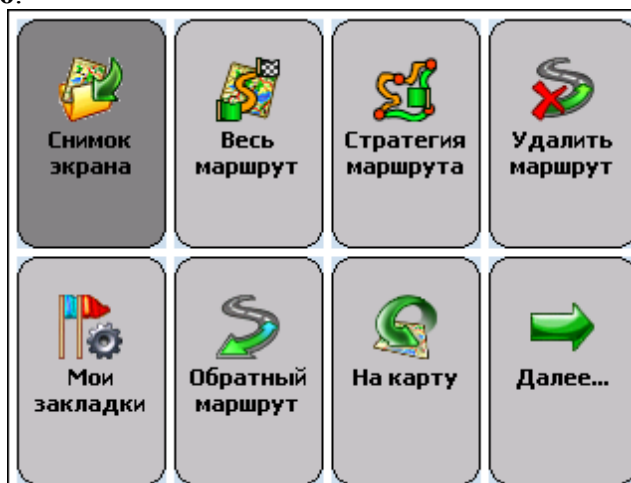 Снимок
экрана
Весь
маршрут
Стратегия
маршрута
Удалить
маршрут
Мои
закладки
Обратный
маршрут
На карту
Далее...